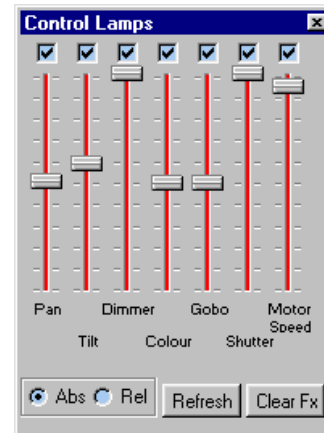 Control Lamps
Pan Dimmer Gobo Motor Speed
Tilt Colour Shutter
Abs Rel Refresh Clear Fx